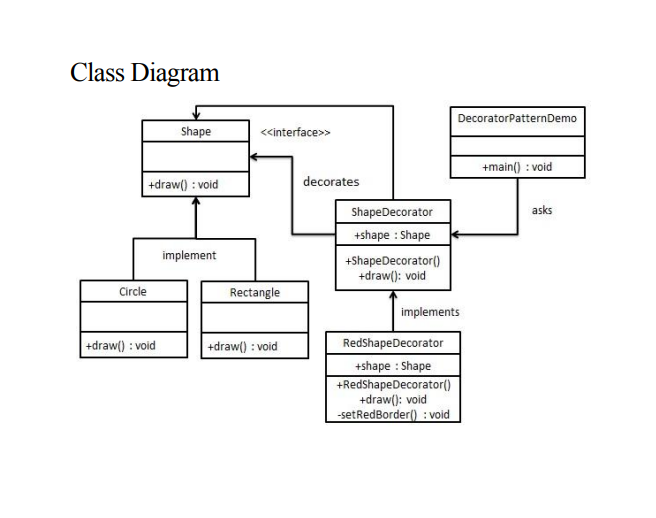 Class Diagram
Shape
<<interface>>
+draw() : void
DecoratorPatternDemo
+main() : void
decorates
asks
ShapeDecorator
+shape : Shape
+ShapeDecorator()
+draw(): void
implement
Circle
+draw() : void
Rectangle
+draw() : void
implements
RedShapeDecorator
+shape : Shape
+RedShapeDecorator()
+draw(): void
-setRedBorder() : void